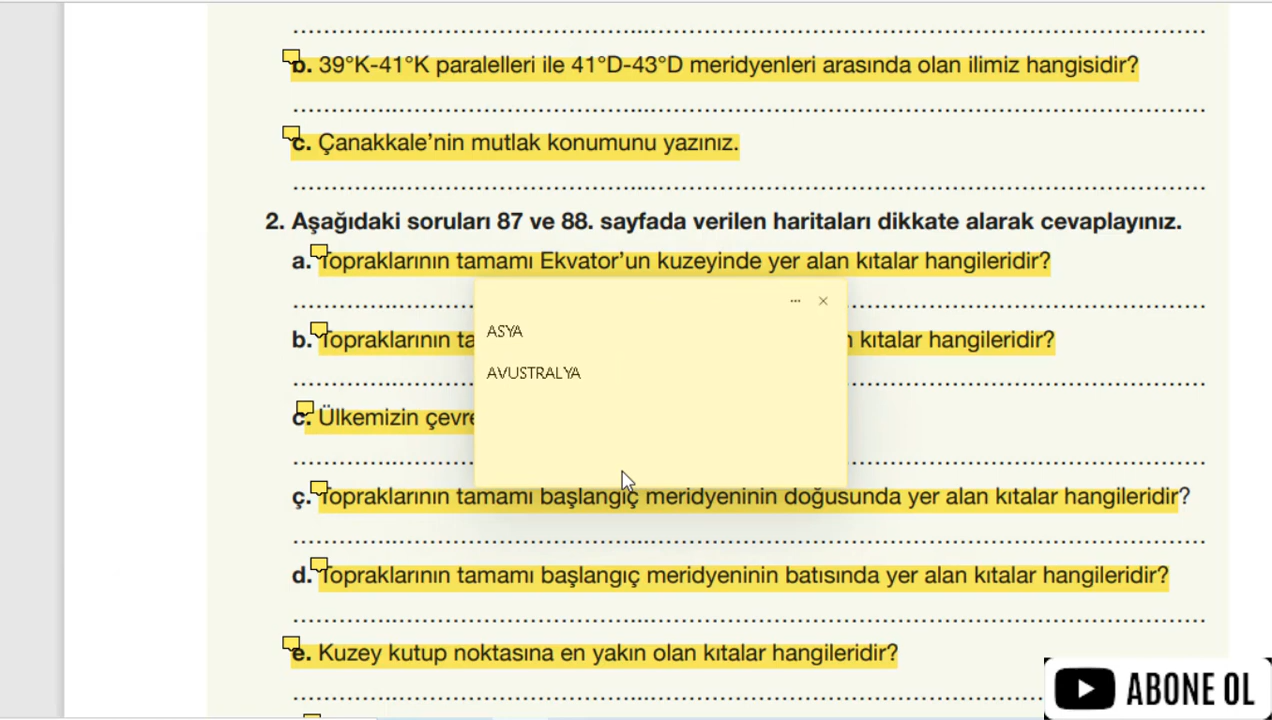 b. 39°K-41°K paralelleri ile 41°D-43°D meridyenleri arasında olan ilimiz hangisidir?
c. Çanakkale’nin mutlak konumunu yazınız.
2. Aşağıdaki soruları 87 ve 88. sayfada verilen haritaları dikkate alarak cevaplayınız.
a. Topraklarının tamamı Ekvator’un kuzeyinde yer alan kıtalar hangileridir?
ASYA
b. Topraklarının kıtalar hangileridir?
AVUSTRALYA
c. Ülkemizin
ç. Topraklarının tamamı başlangıç meridyeninin doğusunda yer alan kıtalar hangileridir?
d. Topraklarının tamamı başlangıç meridyeninin batısında yer alan kıtalar hangileridir?
e. Kuzey kutup noktasına en yakın olan kıtalar hangileridir?
ABONE OL